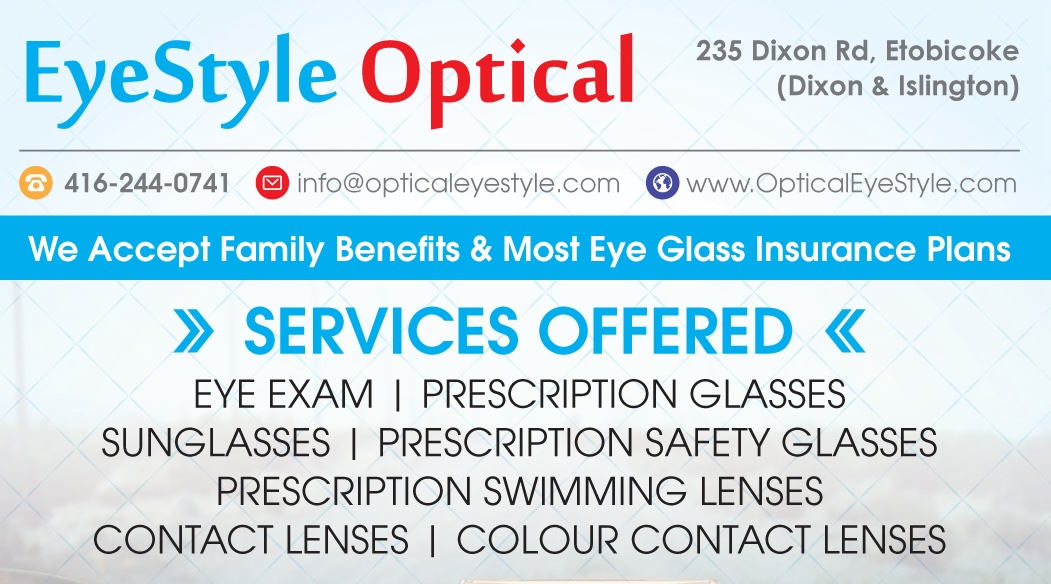 EyeStyle Optical
235 Dixon Rd, Etobicoke
(Dixon & Islington)
416-244-0741
info@opticaleyestyle.com
www.OpticalEyeStyle.com
We Accept Family Benefits & Most Eye Glass Insurance Plans
SERVICES OFFERED
EYE EXAM | PRESCRIPTION GLASSES
SUNGLASSES | PRESCRIPTION SAFETY GLASSES
PRESCRIPTION SWIMMING LENSES
CONTACT LENSES | COLOUR CONTACT LENSES